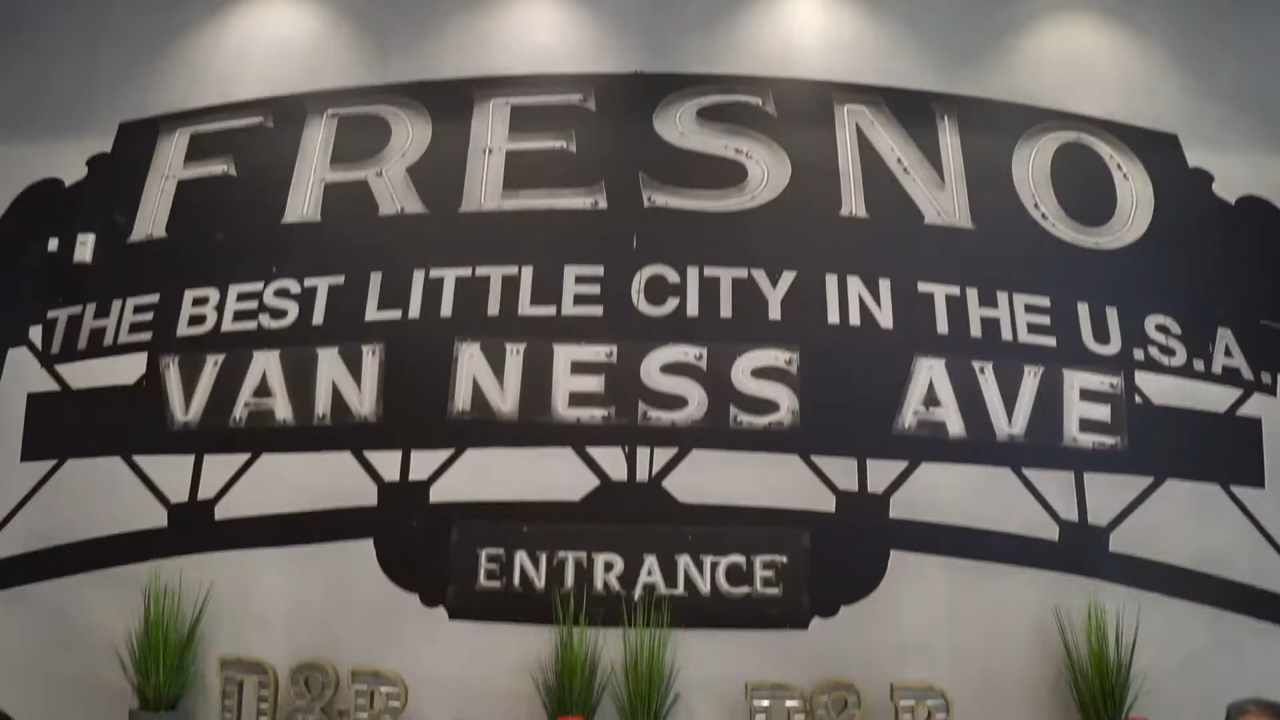 FRESNO
THE BEST LITTLE CITY IN THE U.S.A.
VAN NESS AVE
ENTRANCE